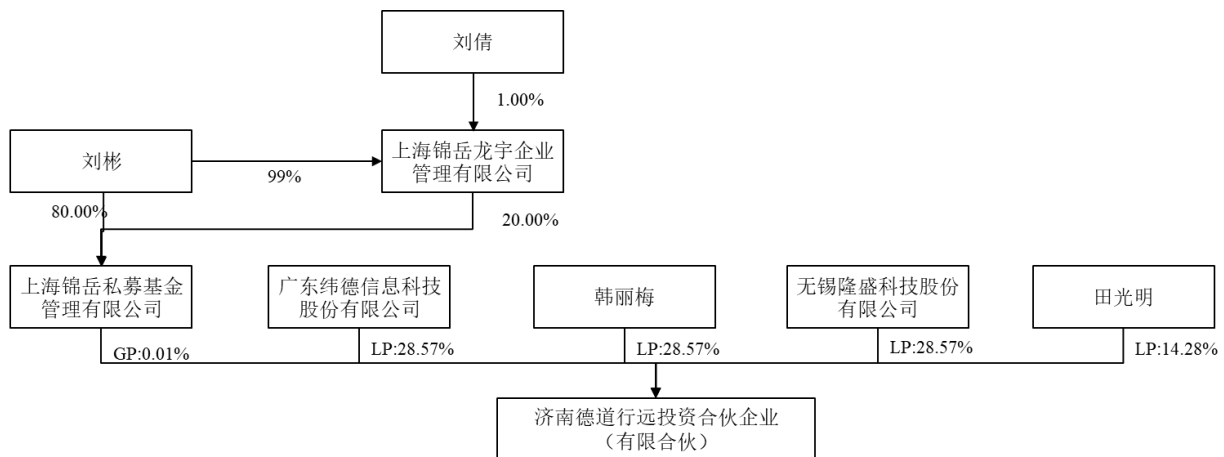 刘倩
1.00%
刘彬
99%
上海锦岳龙宇企业
管理有限公司
80.00%
20.00%
上海锦岳私募基金
管理有限公司
广东纬德信息科技
股份有限公司
韩丽梅
无锡隆盛科技股份
有限公司
田光明
GP:0.01%
LP:28.57%
LP:28.57%
LP:28.57%
LP:14.28%
济南德道行远投资合伙企业
（有限合伙）